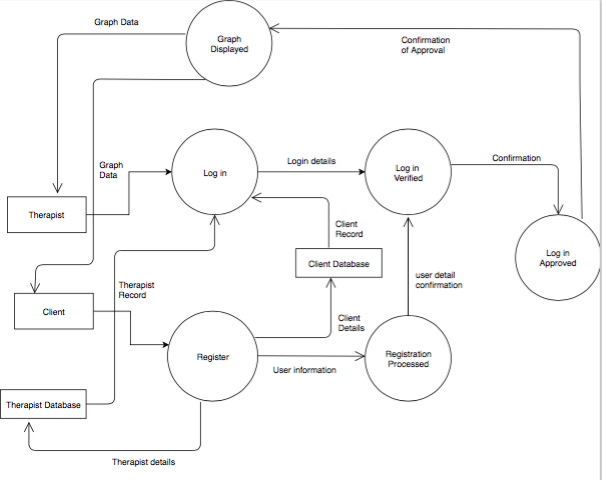 Graph Data
Graph
Displayed
Confirmation
of Approval
Graph
Data
Log in
Login details
Log in
Verified
Confirmation
Therapist
Client
Record
Log in
Approved
Client Database
Therapist
Record
user detail
confirmation
Client
Client
Details
Register
User information
Registration
Processed
Therapist Database
Therapist details